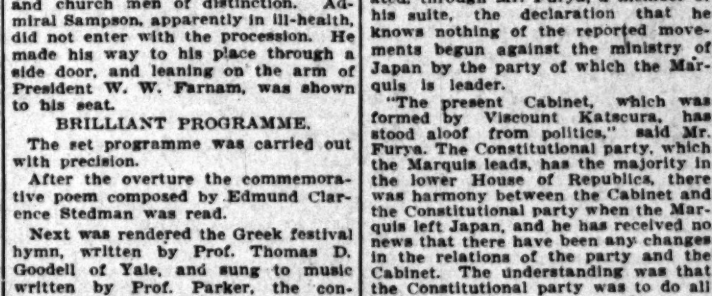 and church men of distinction. Ad-
miral Sampson, apparently in ill-health,
did not enter with the procession. He
made his way to his place through a
side door, and leaning on the arm of
President W. W. Farnam, was shown
to his seat.
BRILLIANT PROGRAMME.
The set programme was carried out
with precision.
After the overture the commemora-
tive poem composed by Edmund Clar-
ence Stedman was read.
Next was rendered the Greek festival
hymn, written by Prof. Thomas D.
Goodell of Yale, and sung to music
written by Prof. Parker, the con-
his suite, the declaration that he
knows nothing of the reported move-
ments begun against the ministry of
Japan by the party of which the Mar-
quis is leader.
"The present Cabinet, which was
formed by Viscount Katscura, has
stood aloof from politics," said Mr.
Furya. The Constitutional party, which
the Marquis leads, has the majority in
the lower House of Republics, there
was harmony between the Cabinet and
the Constitutional party when the Mar-
quis left Japan, and he has received no
news that there have been any changes
in the relations of the party and the
Cabinet. The understanding was that
the Constitutional party was to do all